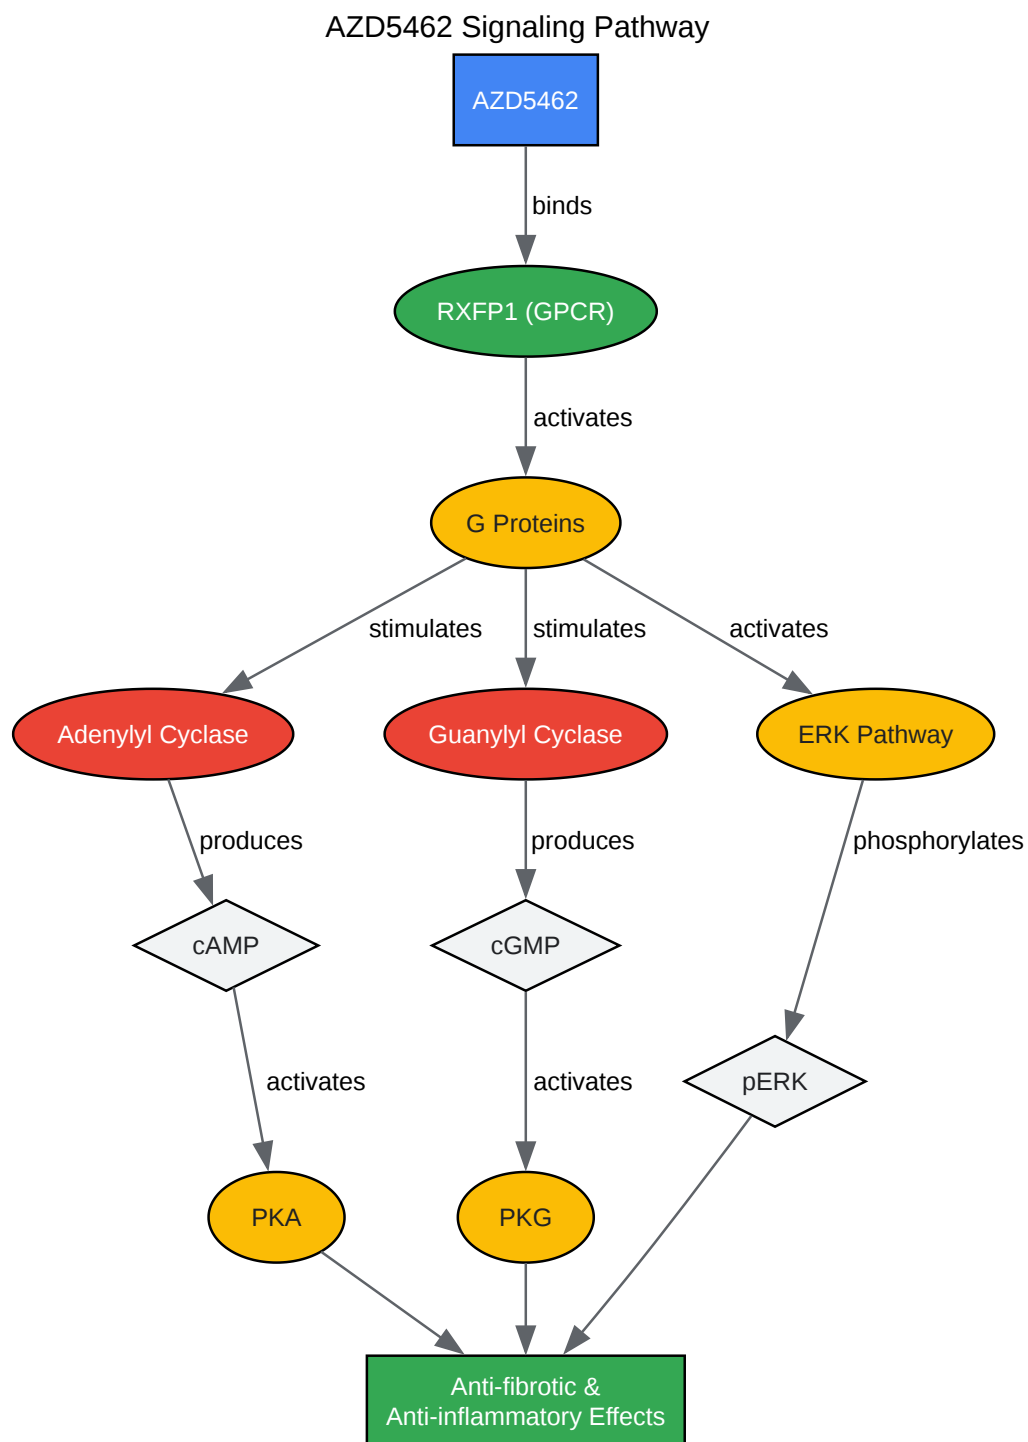 AZD5462 Signaling Pathway
AZD5462
binds
RXFP1 (GPCR)
activates
G Proteins
stimulates
stimulates
activates
Adenylyl Cyclase
Guanylyl Cyclase
ERK Pathway
produces
produces
phosphorylates
cAMP
cGMP
pERK
activates
activates
PKA
PKG
Anti-fibrotic &
Anti-inflammatory Effects